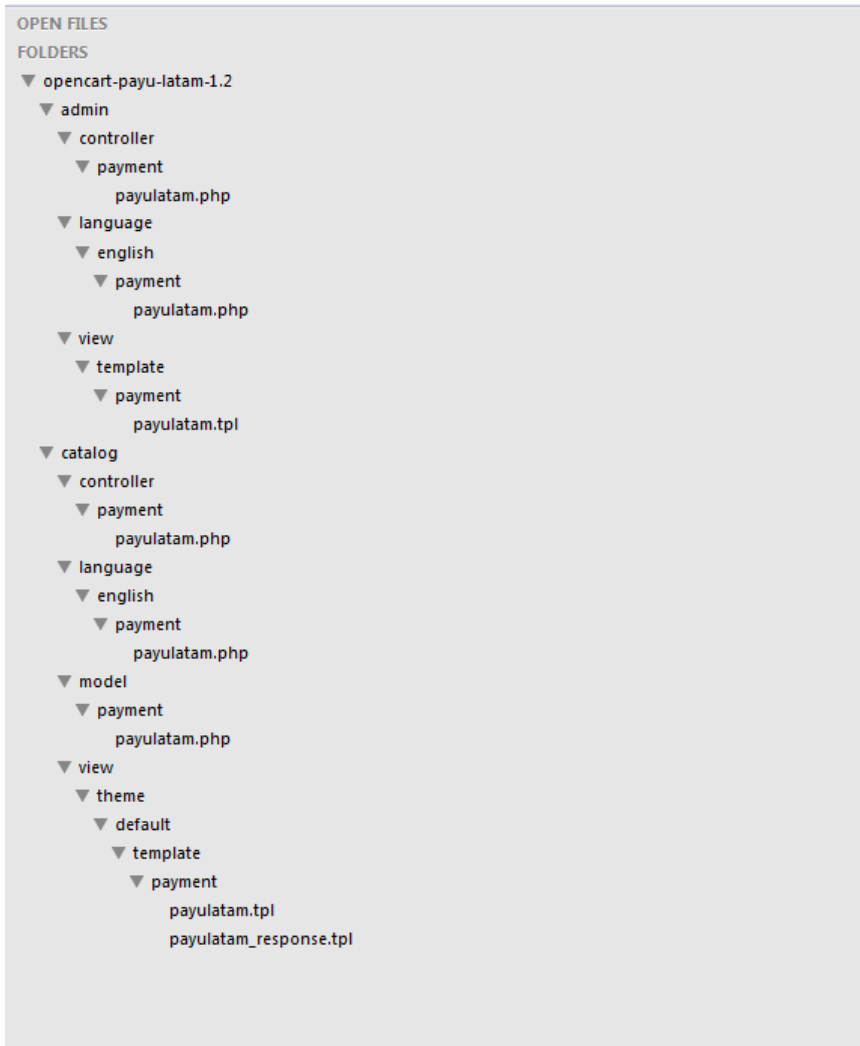 OPEN FILES
FOLDERS
opencart-payu-latam-1.2
admin
controller
payment
payulatam.php
language
english
payment
payulatam.php
view
template
payment
payulatam.tpl
catalog
controller
payment
payulatam.php
language
english
payment
payulatam.php
model
payment
payulatam.php
view
theme
default
template
payment
payulatam.tpl
payulatam_response.tpl